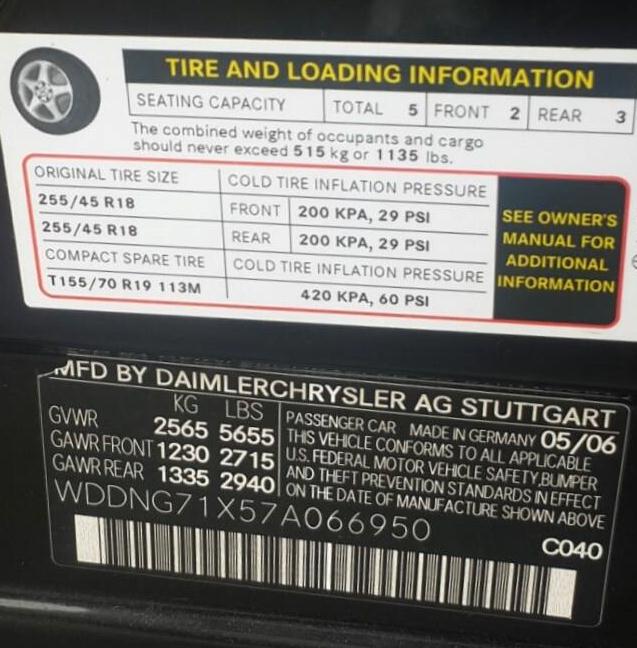 TIRE AND LOADING INFORMATION
SEATING CAPACITY TOTAL 5 FRONT 2 REAR 3
The combined weight of occupants and cargo
should never exceed 515 kg or 1135 lbs.
ORIGINAL TIRE SIZE COLD TIRE INFLATION PRESSURE
255/45 R18 FRONT 200 KPA, 29 PSI
255/45 R18 REAR 200 KPA, 29 PSI
COMPACT SPARE TIRE COLD TIRE INFLATION PRESSURE
T155/70 R19 113M 420 KPA, 60 PSI
SEE OWNER'S
MANUAL FOR
ADDITIONAL
INFORMATION
MFD BY DAIMLERCHRYSLER AG STUTTGART
KG LBS
GVWR 2565 5655
GAWR FRONT 1230 2715
GAWR REAR 1335 2940
PASSENGER CAR MADE IN GERMANY 05/06
THIS VEHICLE CONFORMS TO ALL APPLICABLE
U.S. FEDERAL MOTOR VEHICLE SAFETY,BUMPER
AND THEFT PREVENTION STANDARDS IN EFFECT
ON THE DATE OF MANUFACTURE SHOWN ABOVE
WDDNG71X57A066950
C040